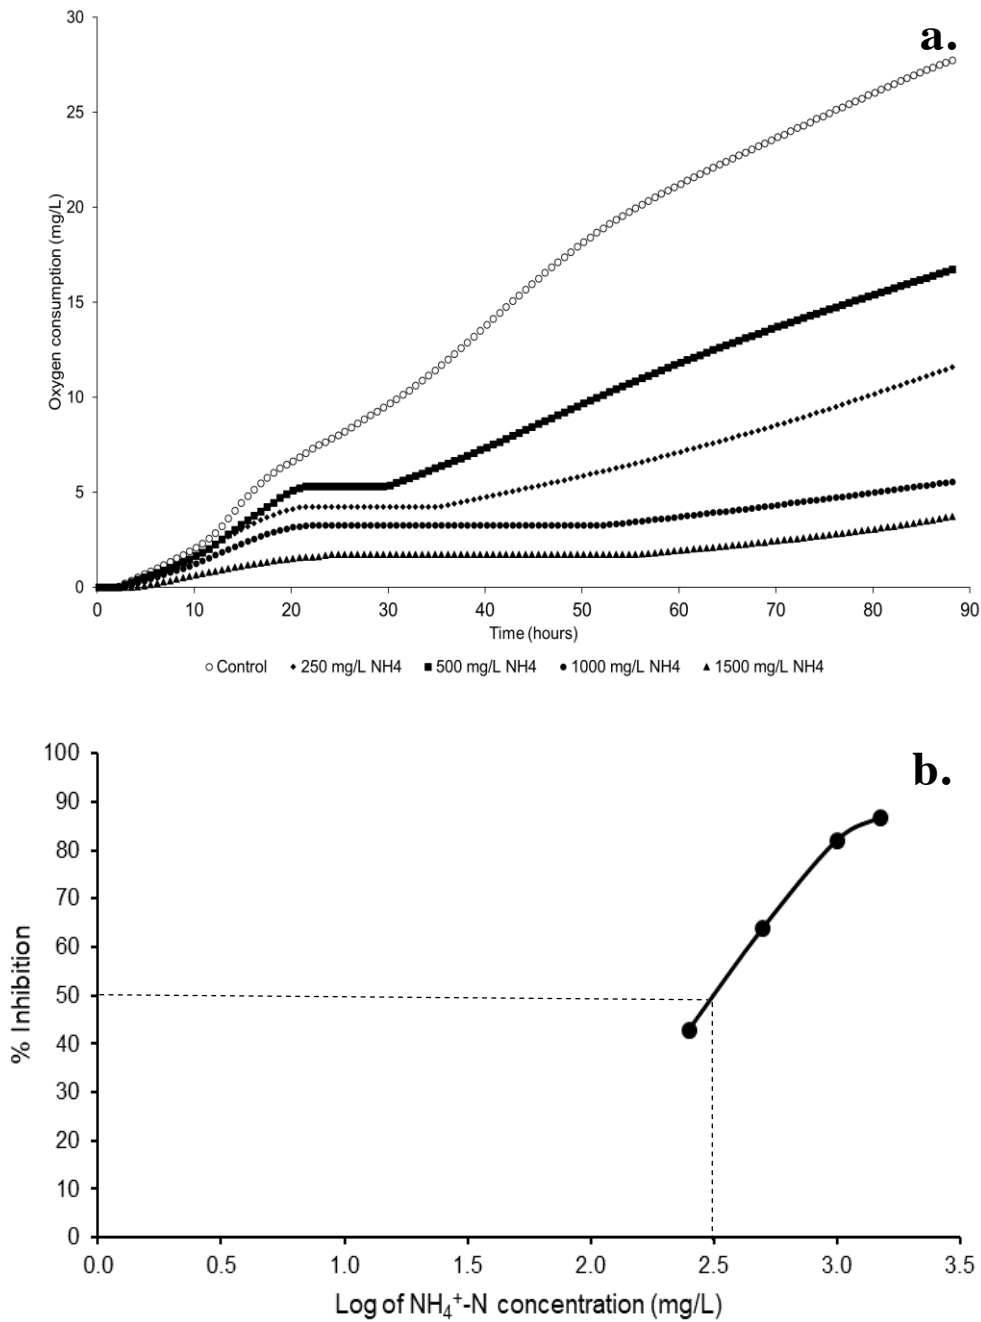 a.
30
25
20
15
10
5
0
Oxygen consumption (mg/L)
0 10 20 30 40 50 60 70 80 90
Time (hours)
Control 250 mg/L NH4 500 mg/L NH4 1000 mg/L NH4 1500 mg/L NH4
b.
100
90
80
70
60
50
40
30
20
10
0
% Inhibition
0.0 0.5 1.0 1.5 2.0 2.5 3.0 3.5
Log of NH₄⁺-N concentration (mg/L)